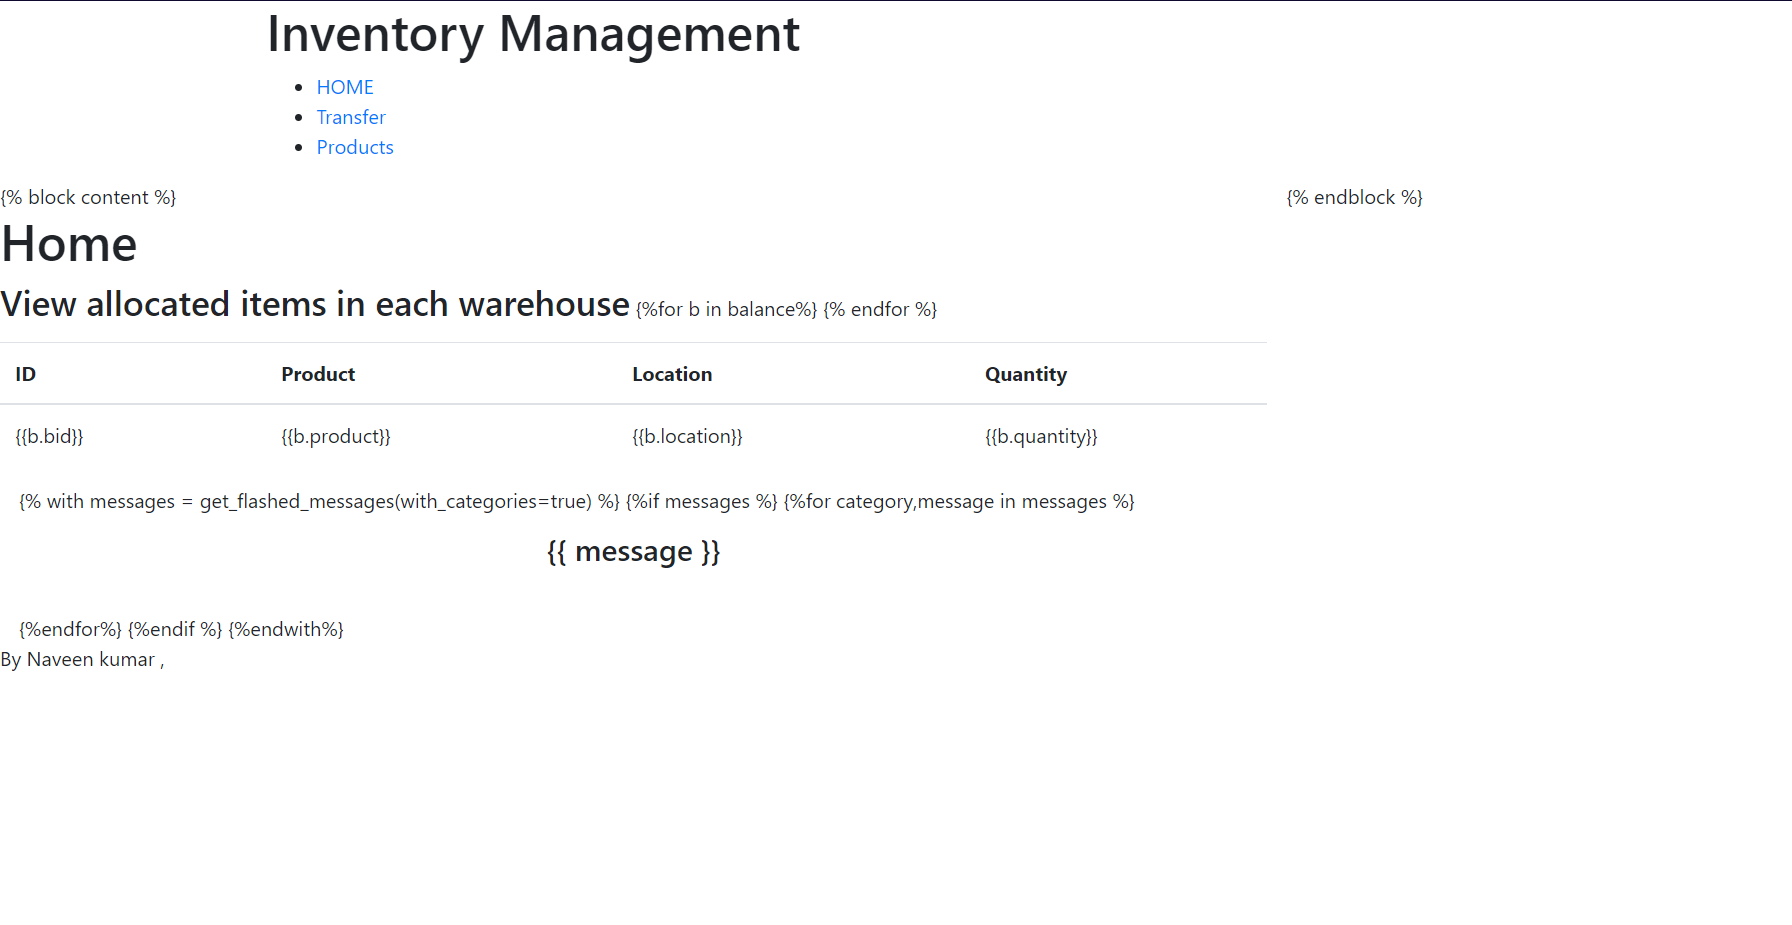 Inventory Management
HOME
Transfer
Products
{% block content %} {% endblock %}
Home
View allocated items in each warehouse {%for b in balance%} {% endfor %}
ID Product Location Quantity
{{b.bid}} {{b.product}} {{b.location}} {{b.quantity}}
{% with messages = get_flashed_messages(with_categories=true) %} {%if messages %} {%for category,message in messages %}
{{ message }}
{%endfor%} {%endif %} {%endwith%}
By Naveen kumar ,